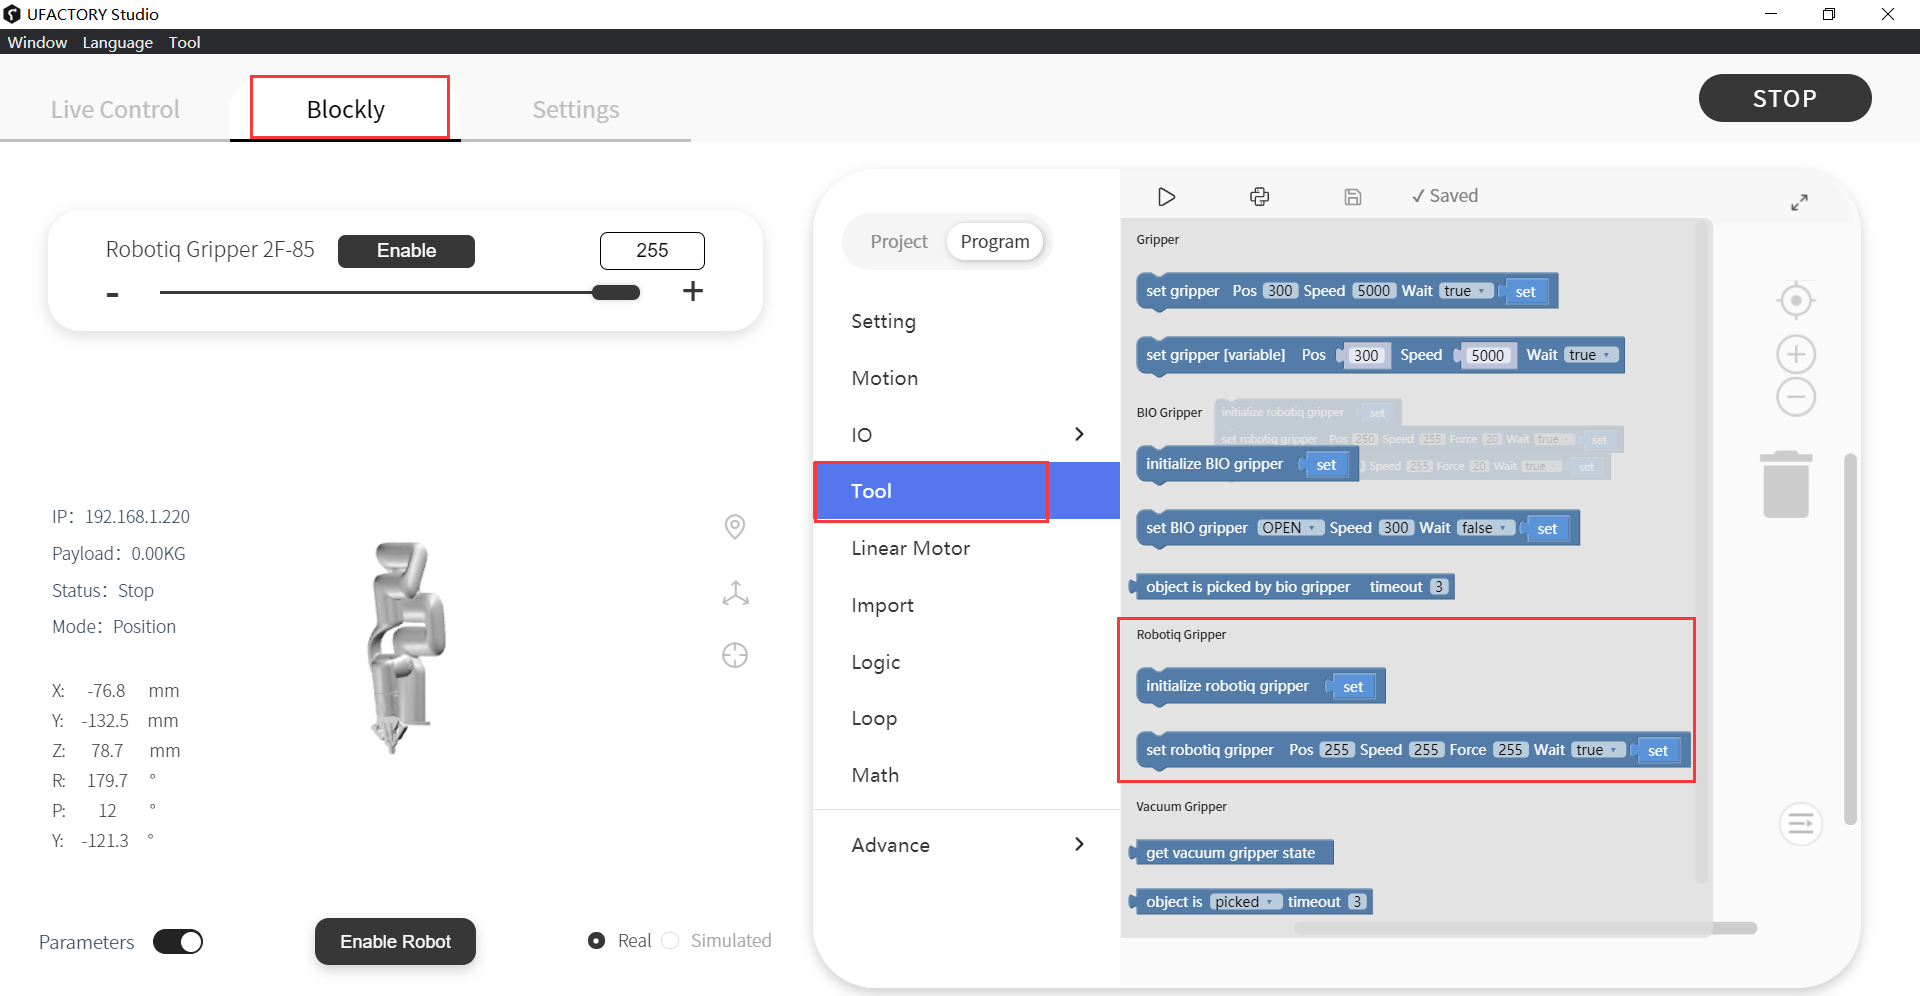 UFACTORY Studio
Window Language Tool
Live Control Blockly Settings STOP
Robotiq Gripper 2F-85 Enable 255
- +
IP: 192.168.1.220
Payload: 0.00KG
Status: Stop
Mode: Position
X: -76.8 mm
Y: -132.5 mm
Z: 78.7 mm
R: 179.7 °
P: 12 °
Y: -121.3 °
Parameters Enable Robot Real Simulated
Project Program
Setting
Motion
IO
Tool
Linear Motor
Import
Logic
Loop
Math
Advance
✓ Saved
Gripper
set gripper Pos 300 Speed 5000 Wait true set
set gripper [variable] Pos 300 Speed 5000 Wait true
BIO Gripper
initialize robotiq gripper set
set robotiq gripper Pos 250 Speed 255 Force 20 Wait true set
Speed 255 Force 20 Wait true set
initialize BIO gripper set
set BIO gripper OPEN Speed 300 Wait false set
object is picked by bio gripper timeout 3
Robotiq Gripper
initialize robotiq gripper set
set robotiq gripper Pos 255 Speed 255 Force 255 Wait true set
Vacuum Gripper
get vacuum gripper state
object is picked timeout 3